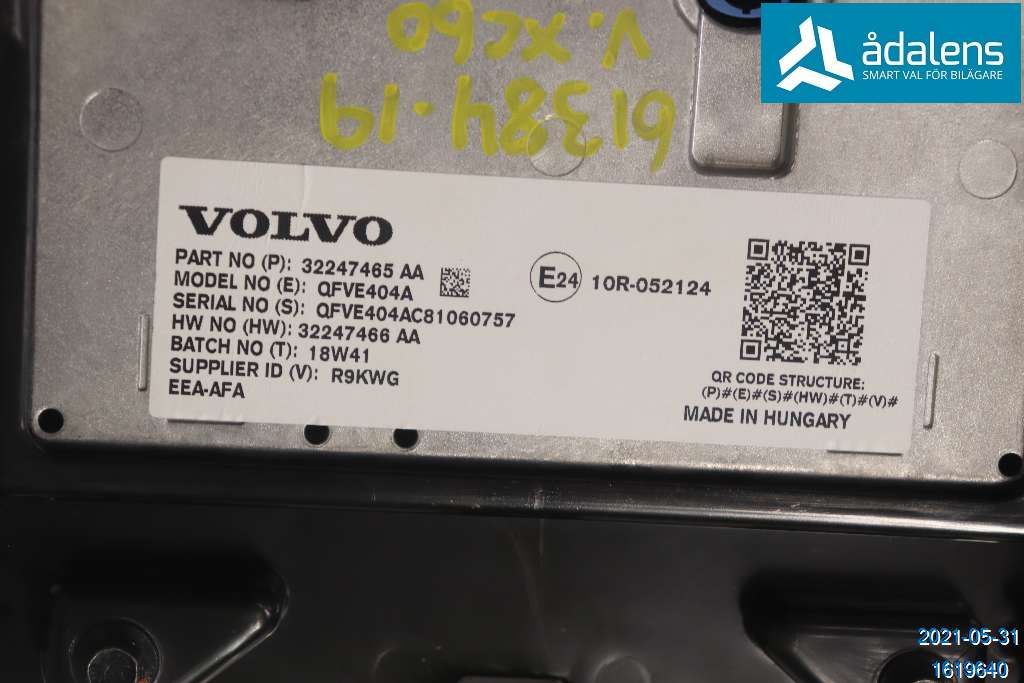 V.XC60
61384.19
ådalens
SMART VAL FÖR BILÄGARE
VOLVO
PART NO (P): 32247465 AA
MODEL NO (E): QFVE404A
SERIAL NO (S): QFVE404AC81060757
HW NO (HW): 32247466 AA
BATCH NO (T): 18W41
SUPPLIER ID (V): R9KWG
EEA-AFA
E24 10R-052124
QR CODE STRUCTURE:
(P)#(E)#(S)#(HW)#(T)#(V)#
MADE IN HUNGARY
2021-05-31
1619640